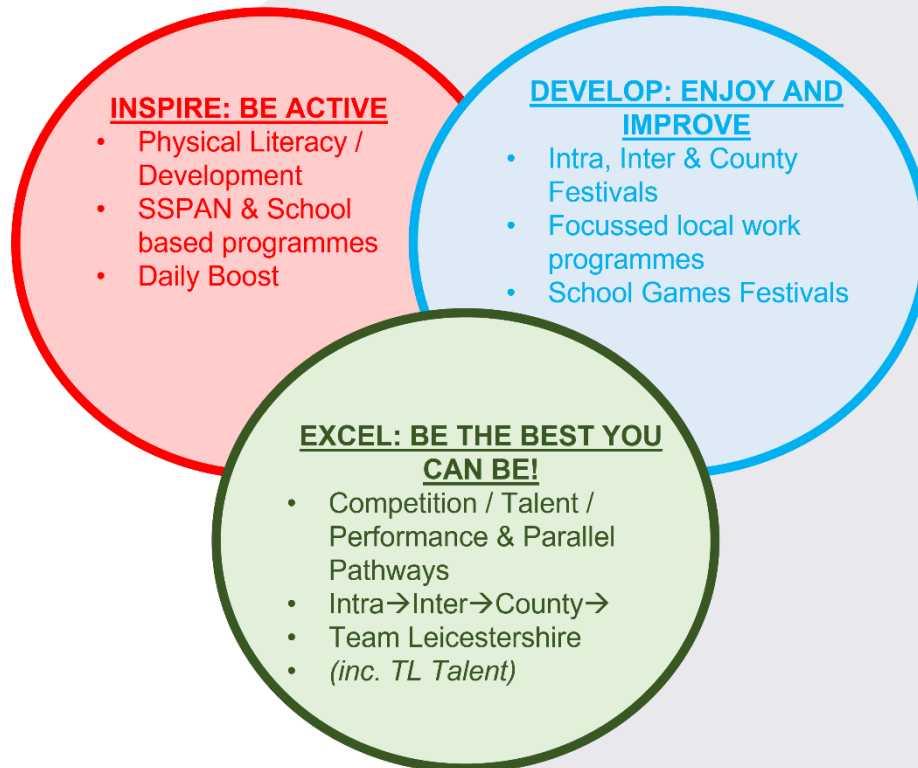 INSPIRE: BE ACTIVE
• Physical Literacy /
Development
• SSPAN & School
based programmes
• Daily Boost
DEVELOP: ENJOY AND
IMPROVE
• Intra, Inter & County
Festivals
• Focussed local work
programmes
• School Games Festivals
EXCEL: BE THE BEST YOU
CAN BE!
• Competition / Talent /
Performance & Parallel
Pathways
• Intra→Inter→County→
• Team Leicestershire
• (inc. TL Talent)